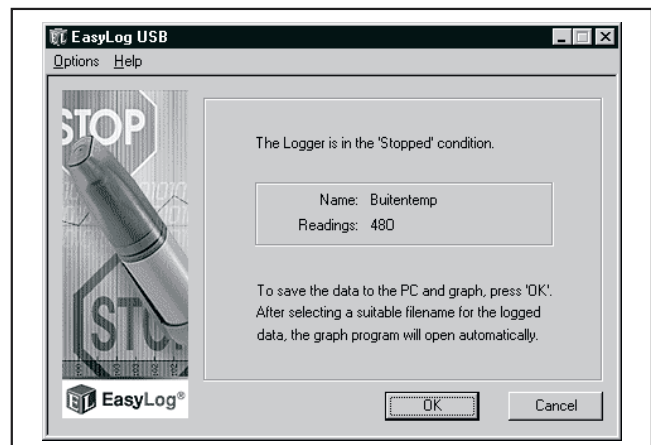 EasyLog USB
Options Help
STOP
The Logger is in the 'Stopped' condition.
Name: Buitentemp
Readings: 480
To save the data to the PC and graph, press 'OK'.
After selecting a suitable filename for the logged
data, the graph program will open automatically.
EasyLog®
OK Cancel